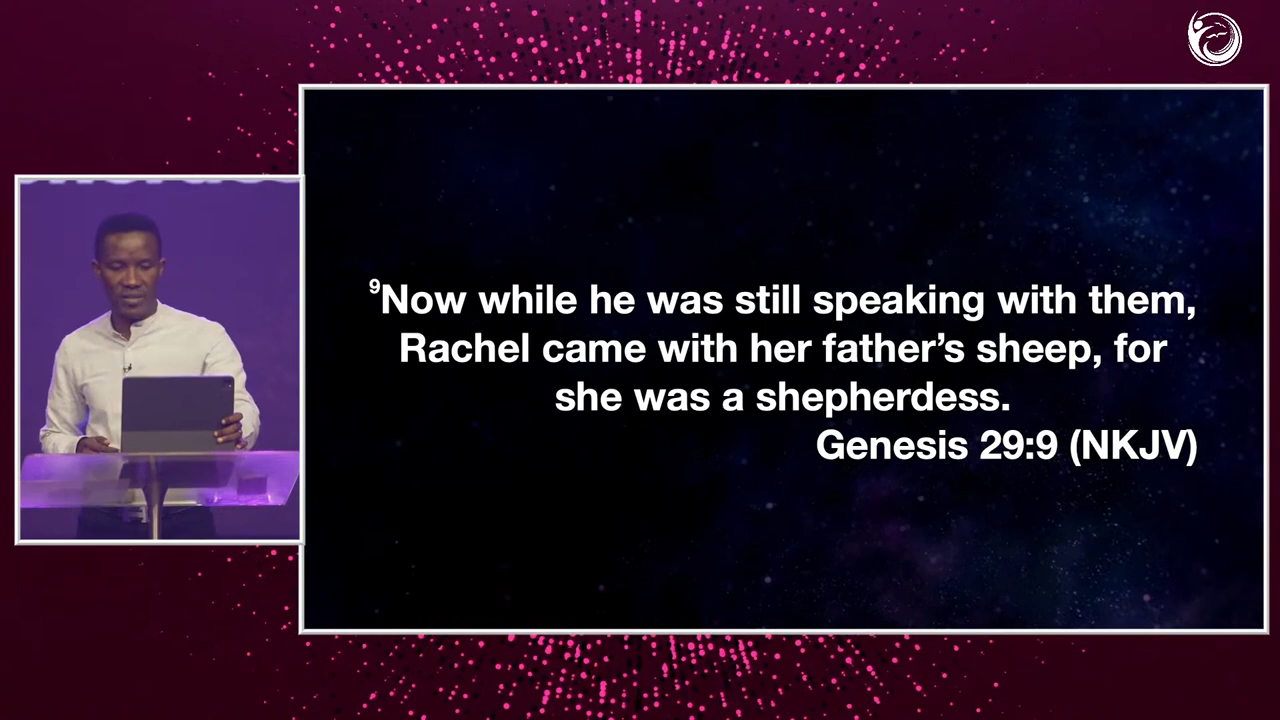 ⁹Now while he was still speaking with them,
Rachel came with her father’s sheep, for
she was a shepherdess.
Genesis 29:9 (NKJV)